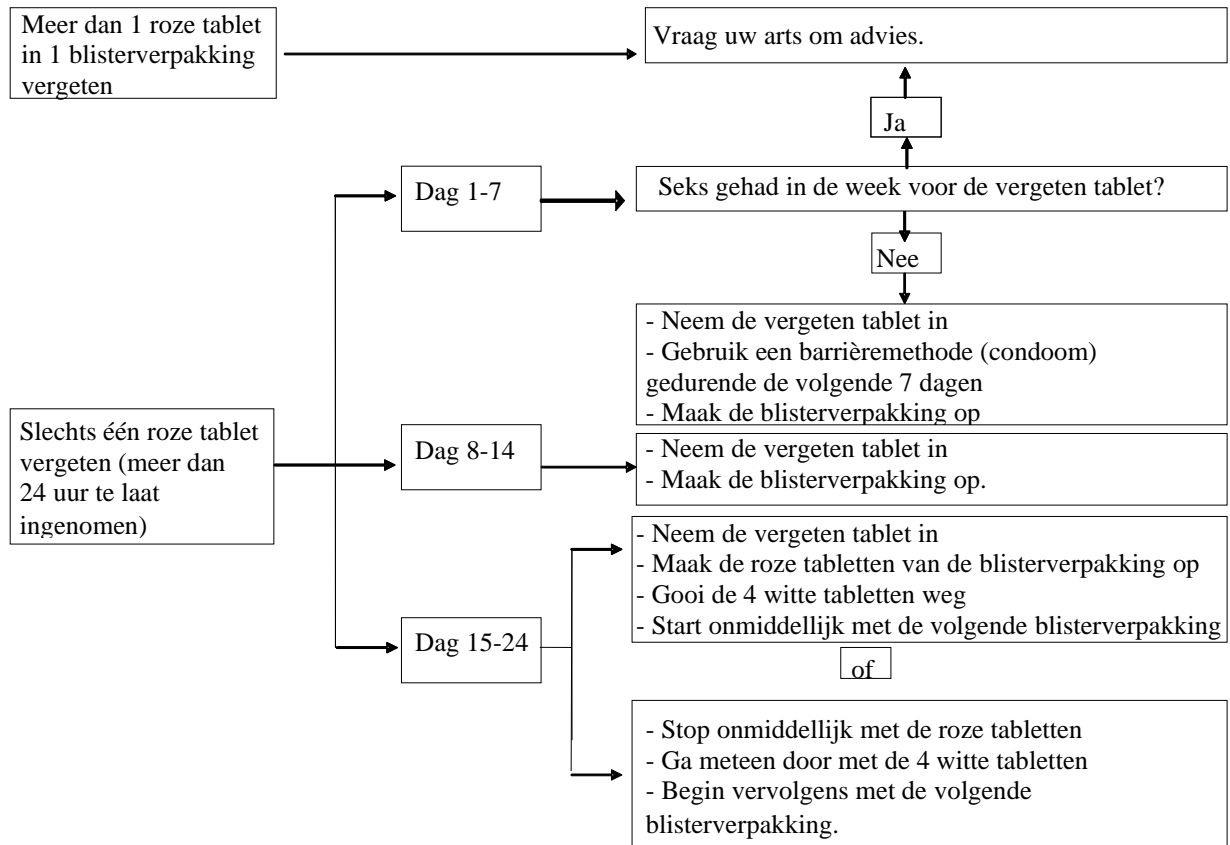 Meer dan 1 roze tablet
in 1 blisterverpakking
vergeten
Vraag uw arts om advies.
Ja
Dag 1-7
Seks gehad in de week voor de vergeten tablet?
Nee
- Neem de vergeten tablet in
- Gebruik een barrièremethode (condoom)
gedurende de volgende 7 dagen
- Maak de blisterverpakking op
Slechts één roze tablet
vergeten (meer dan
24 uur te laat
ingenomen)
Dag 8-14
- Neem de vergeten tablet in
- Maak de blisterverpakking op.
Dag 15-24
- Neem de vergeten tablet in
- Maak de roze tabletten van de blisterverpakking op
- Gooi de 4 witte tabletten weg
- Start onmiddellijk met de volgende blisterverpakking
of
- Stop onmiddellijk met de roze tabletten
- Ga meteen door met de 4 witte tabletten
- Begin vervolgens met de volgende
blisterverpakking.